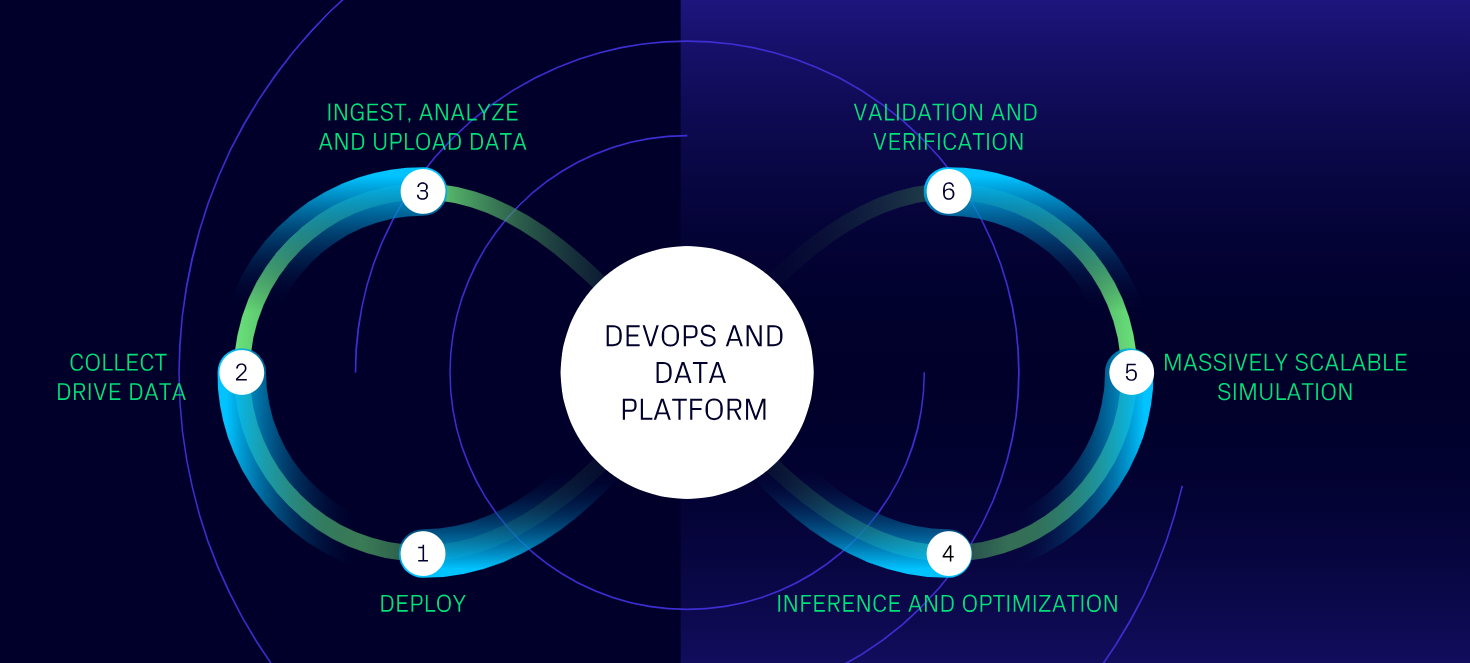 INGEST, ANALYZE
AND UPLOAD DATA
3
VALIDATION AND
VERIFICATION
6
COLLECT
DRIVE DATA
2
DEVOPS AND
DATA
PLATFORM
5
MASSIVELY SCALABLE
SIMULATION
1
DEPLOY
4
INFERENCE AND OPTIMIZATION